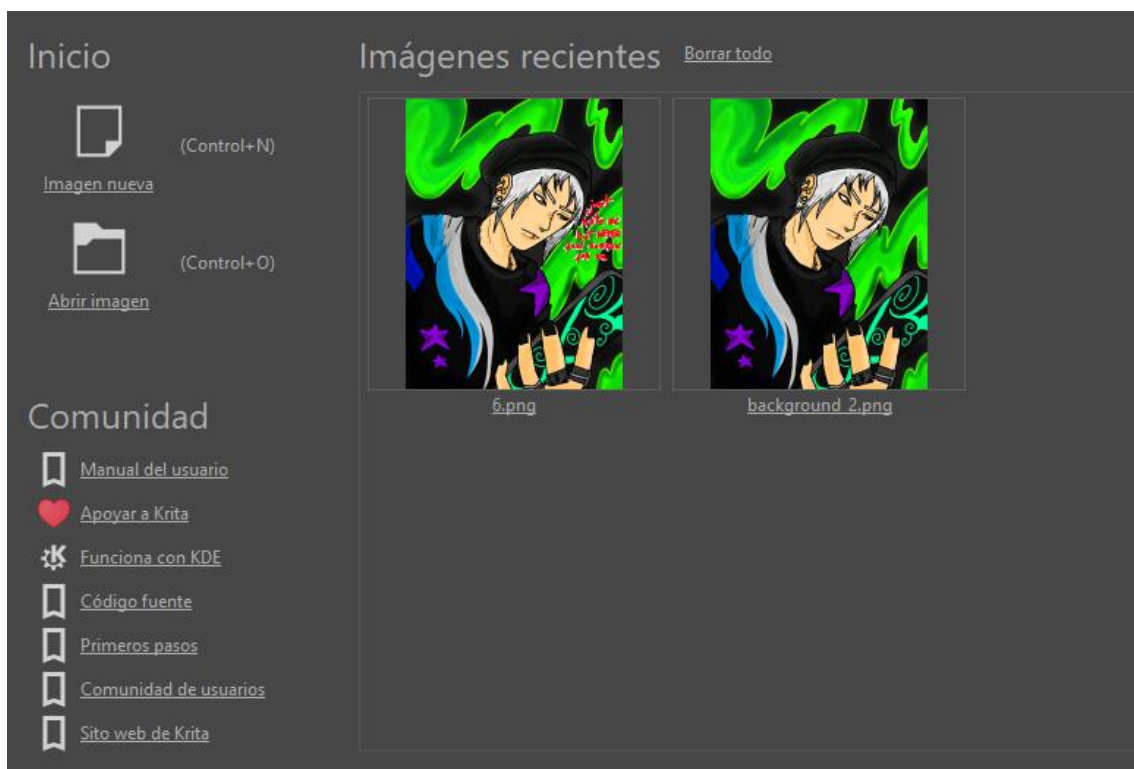 Inicio
(Control+N)
Imagen nueva
(Control+O)
Abrir imagen
Comunidad
Manual del usuario
Apoyar a Krita
Funciona con KDE
Código fuente
Primeros pasos
Comunidad de usuarios
Sito web de Krita
Imágenes recientes Borrar todo
6.png
background 2.png